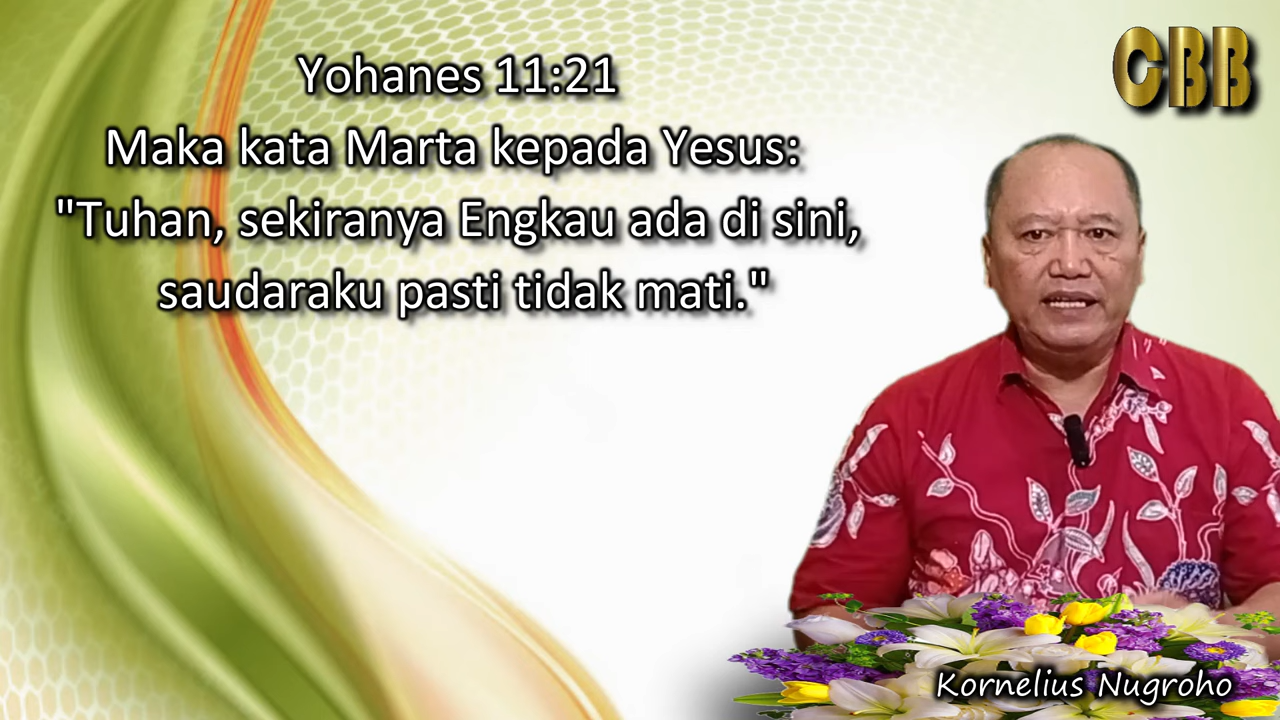 Yohanes 11:21
Maka kata Marta kepada Yesus:
"Tuhan, sekiranya Engkau ada di sini,
saudaraku pasti tidak mati."
CBB
Kornelius Nugroho